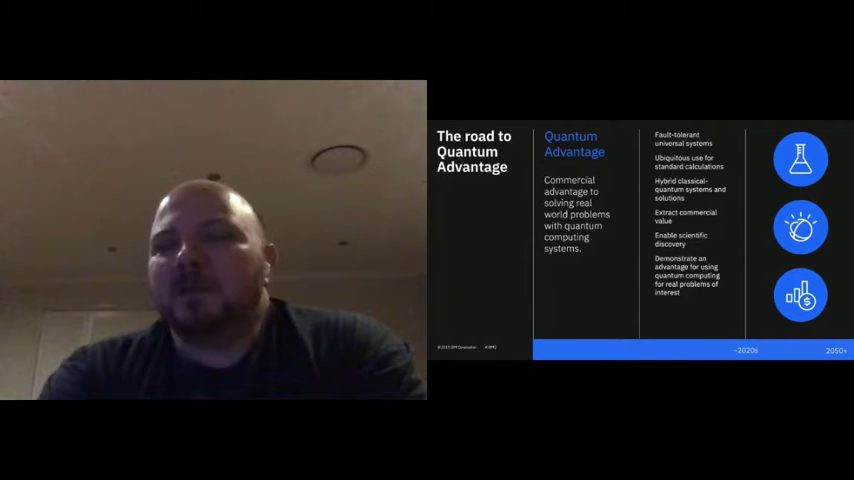 The road to
Quantum
Advantage
Quantum
Advantage
Commercial
advantage to
solving real
world problems
with quantum
computing
systems.
Fault-tolerant
universal systems
Ubiquitous use for
standard calculations
Hybrid classical-
quantum systems and
solutions
Extract commercial
value
Enable scientific
discovery
Demonstrate an
advantage for using
quantum computing
for real problems of
interest
$
IBM Corporation
~2020s
2050+